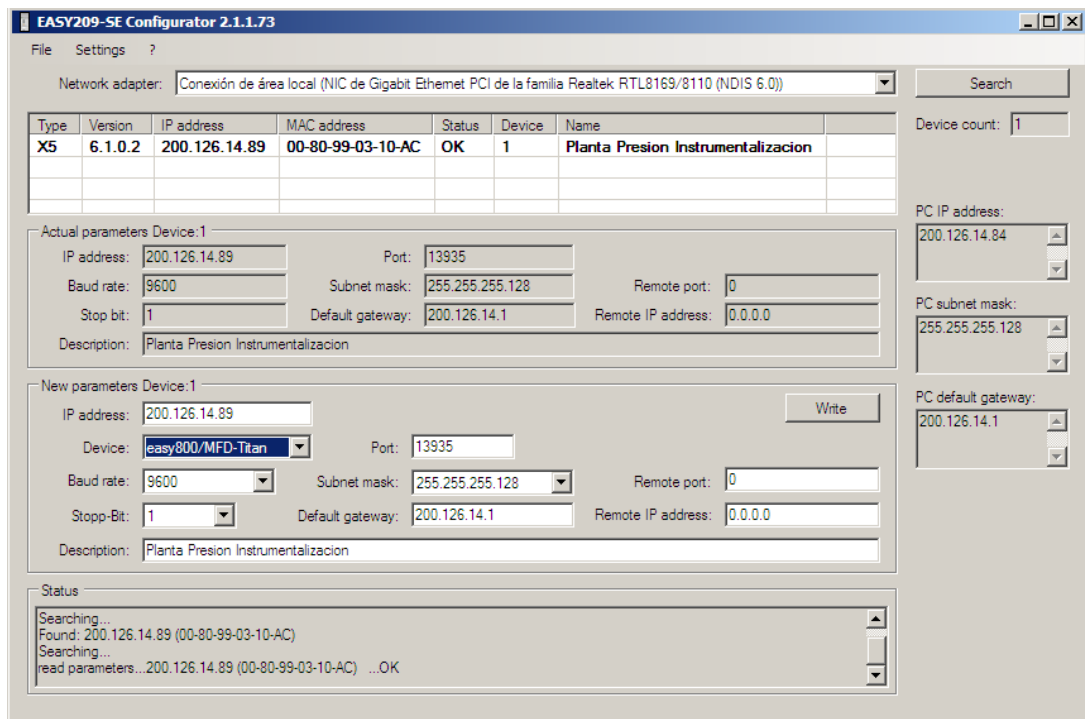 EASY209-SE Configurator 2.1.1.73
File Settings ?
Network adapter: Conexión de área local (NIC de Gigabit Ethernet PCI de la familia Realtek RTL8169/8110 (NDIS 6.0)) Search
Device count: 1
Type Version IP address MAC address Status Device Name
X5 6.1.0.2 200.126.14.89 00-80-99-03-10-AC OK 1 Planta Presion Instrumentalizacion
PC IP address:
200.126.14.84
Actual parameters Device:1
IP address: 200.126.14.89 Port: 13935
Baud rate: 9600 Subnet mask: 255.255.255.128 Remote port: 0
Stop bit: 1 Default gateway: 200.126.14.1 Remote IP address: 0.0.0.0
Description: Planta Presion Instrumentalizacion
PC subnet mask:
255.255.255.128
New parameters Device:1
IP address: 200.126.14.89 Write
Device: easy800/MFD-Titan Port: 13935
Baud rate: 9600 Subnet mask: 255.255.255.128 Remote port: 0
Stopp-Bit: 1 Default gateway: 200.126.14.1 Remote IP address: 0.0.0.0
Description: Planta Presion Instrumentalizacion
PC default gateway:
200.126.14.1
Status
Searching...
Found: 200.126.14.89 (00-80-99-03-10-AC)
Searching...
read parameters...200.126.14.89 (00-80-99-03-10-AC) ...OK